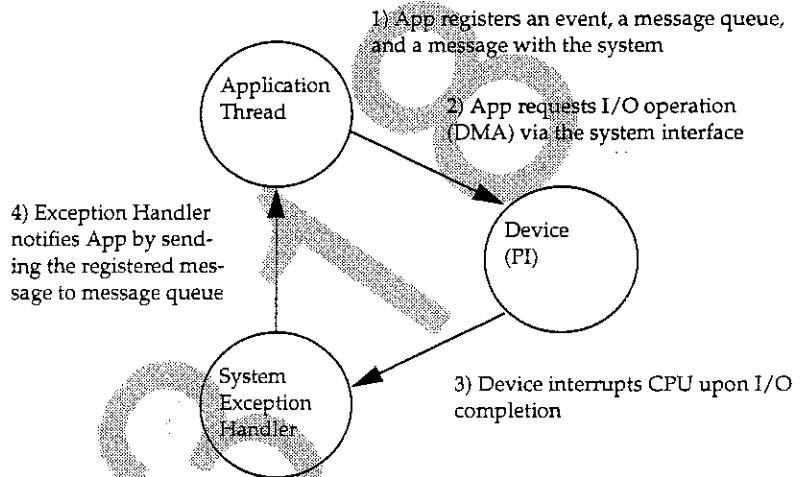 1) App registers an event, a message queue,
and a message with the system
Application
Thread
2) App requests I/O operation
(DMA) via the system interface
4) Exception Handler
notifies App by send-
ing the registered mes-
sage to message queue
Device
(PI)
System
Exception
Handler
3) Device interrupts CPU upon I/O
completion